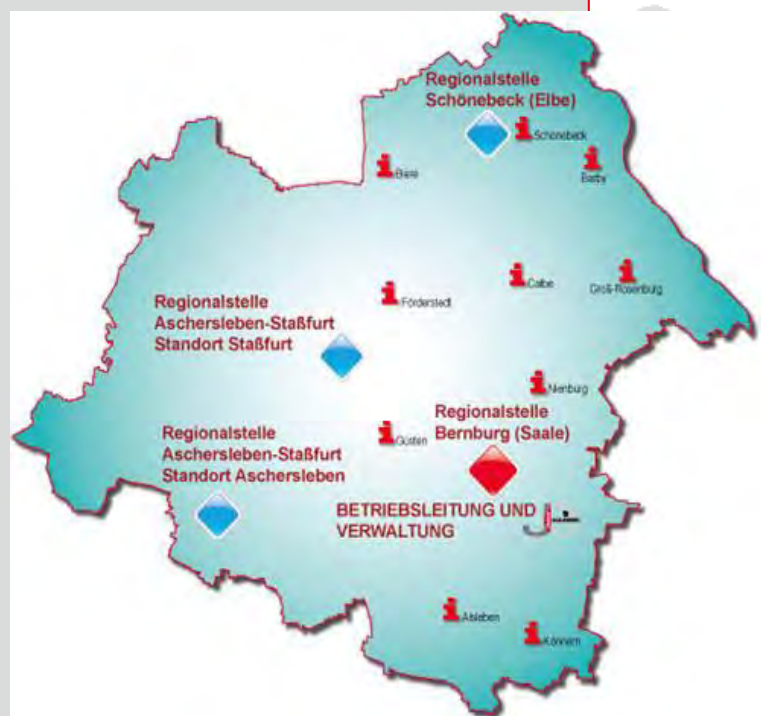 Regionalstelle
Schönebeck (Elbe)
Schönebeck
Biere
Barby
Calbe
Groß-Rosenburg
Förderstedt
Regionalstelle
Aschersleben-Staßfurt
Standort Staßfurt
Nienburg
Regionalstelle
Bernburg (Saale)
Güsten
Regionalstelle
Aschersleben-Staßfurt
Standort Aschersleben
BETRIEBSLEITUNG UND
VERWALTUNG
Alsleben
Könnern